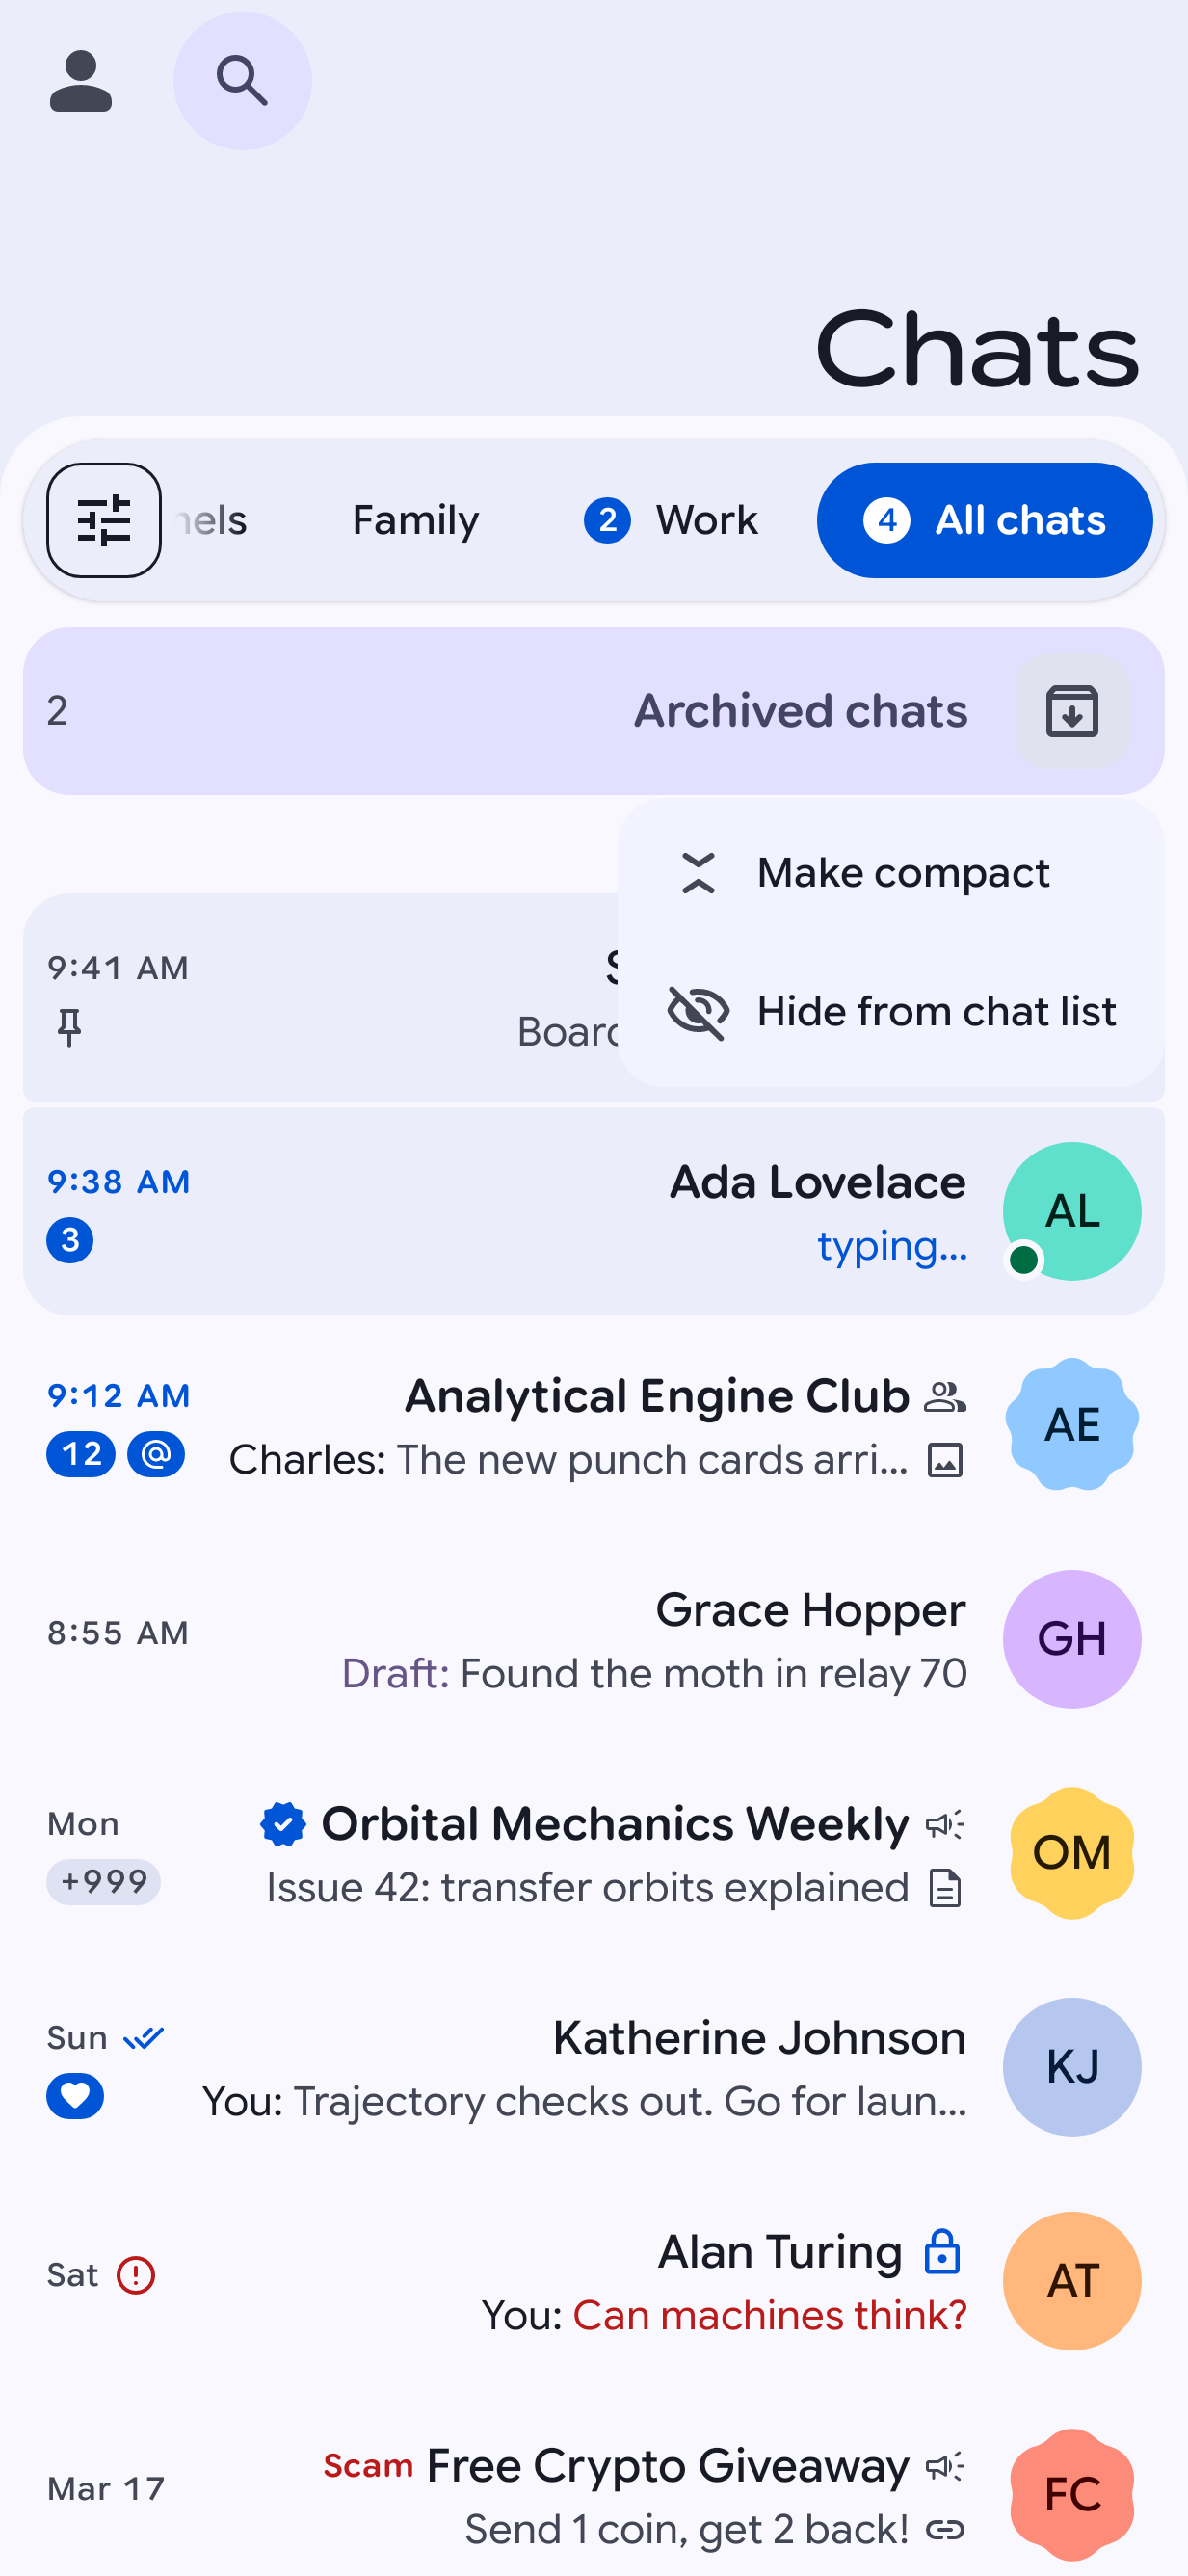 Chats
Family
2 Work
4 All chats
2
Archived chats
Make compact
Hide from chat list
9:41 AM
9:38 AM
Ada Lovelace
AL
3
typing...
9:12 AM
Analytical Engine Club
AE
12 @
Charles: The new punch cards arri...
8:55 AM
Grace Hopper
GH
Draft: Found the moth in relay 70
Mon
Orbital Mechanics Weekly
OM
+999
Issue 42: transfer orbits explained
Sun
Katherine Johnson
KJ
You: Trajectory checks out. Go for laun...
Sat
Alan Turing
AT
You: Can machines think?
Mar 17
Scam Free Crypto Giveaway
FC
Send 1 coin, get 2 back!